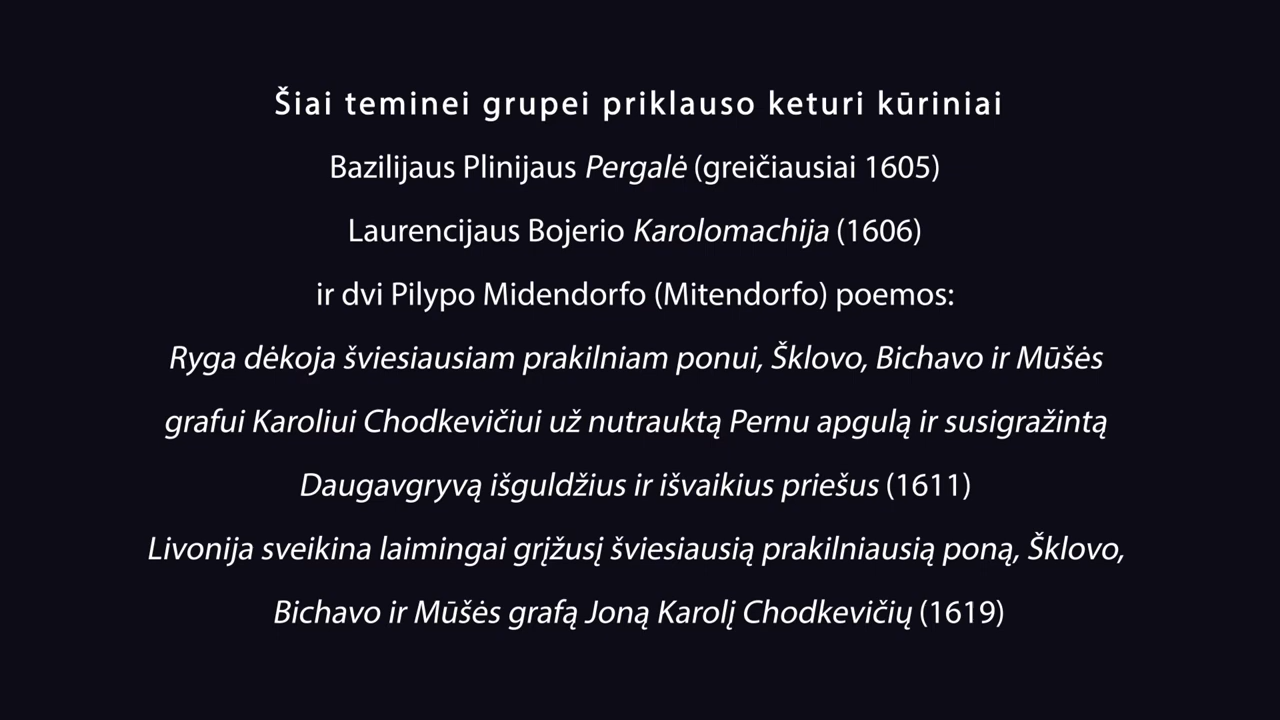 Šiai teminei grupei priklauso keturi kūriniai
Bazilijaus Plinijaus Pergalė (greičiausiai 1605)
Laurencijaus Bojerio Karolomachija (1606)
ir dvi Pilypo Midendorfo (Mitendorfo) poemos:
Ryga dėkoja šviesiausiam prakilniam ponui, Šklovo, Bichavo ir Mūšės
grafui Karoliui Chodkevičiui už nutrauktą Pernu apgulą ir susigražintą
Daugavgryvą išguldžius ir išvaikius priešus (1611)
Livonija sveikina laimingai grįžusį šviesiausią prakilniausią poną, Šklovo,
Bichavo ir Mūšės grafą Joną Karolį Chodkevičių (1619)